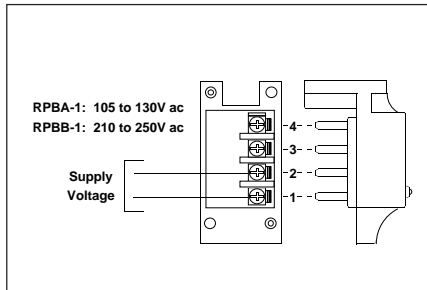 RPBA-1: 105 to 130V ac
RPBB-1: 210 to 250V ac
4
3
Supply
Voltage
2
1